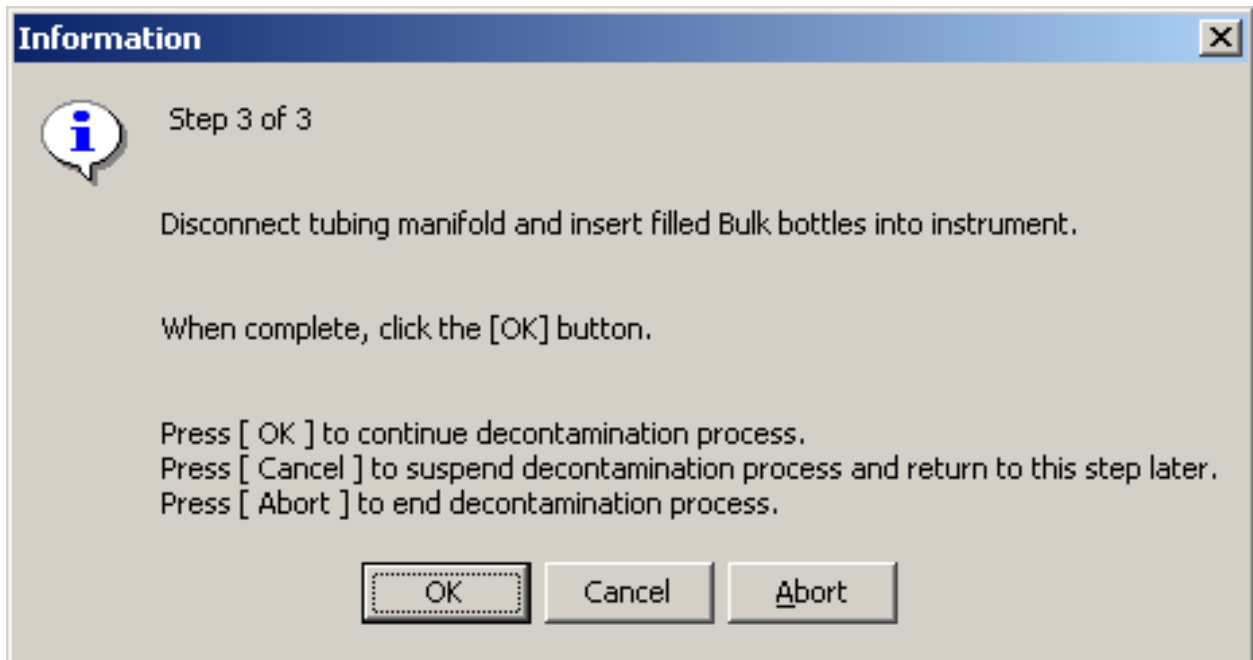 Information
Step 3 of 3
Disconnect tubing manifold and insert filled Bulk bottles into instrument.
When complete, click the [OK] button.
Press [ OK ] to continue decontamination process.
Press [ Cancel ] to suspend decontamination process and return to this step later.
Press [ Abort ] to end decontamination process.
OK Cancel Abort